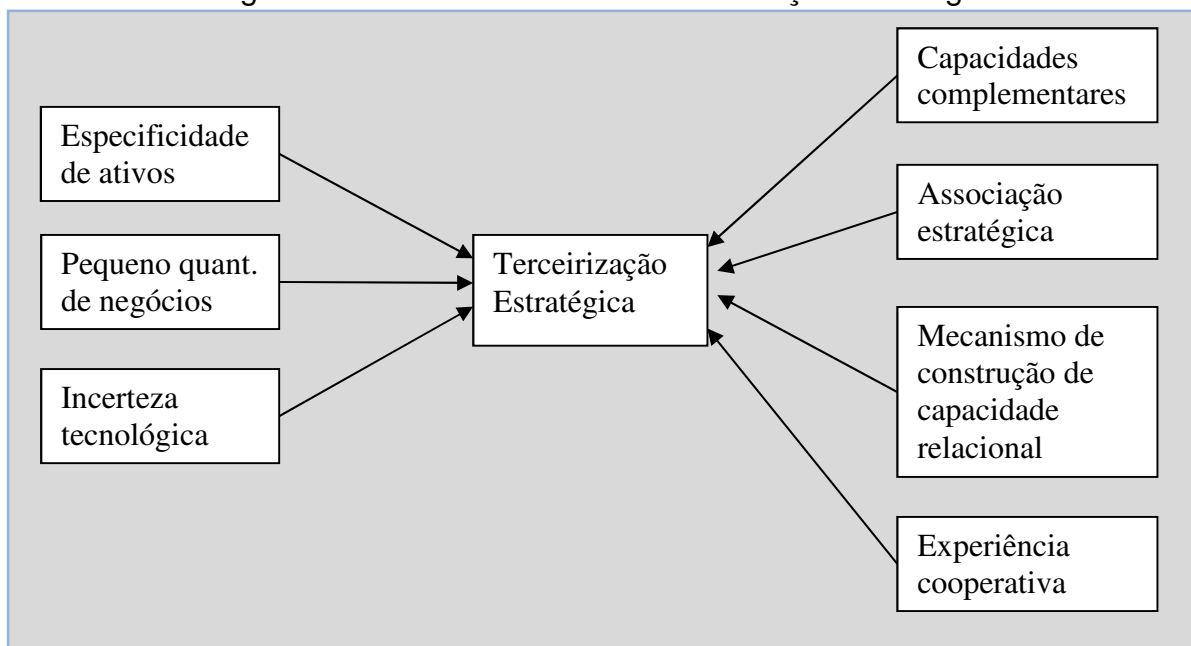 Especificidade
de ativos
Pequeno quant.
de negócios
Incerteza
tecnológica
Terceirização
Estratégica
Capacidades
complementares
Associação
estratégica
Mecanismo de
construção de
capacidade
relacional
Experiência
cooperativa